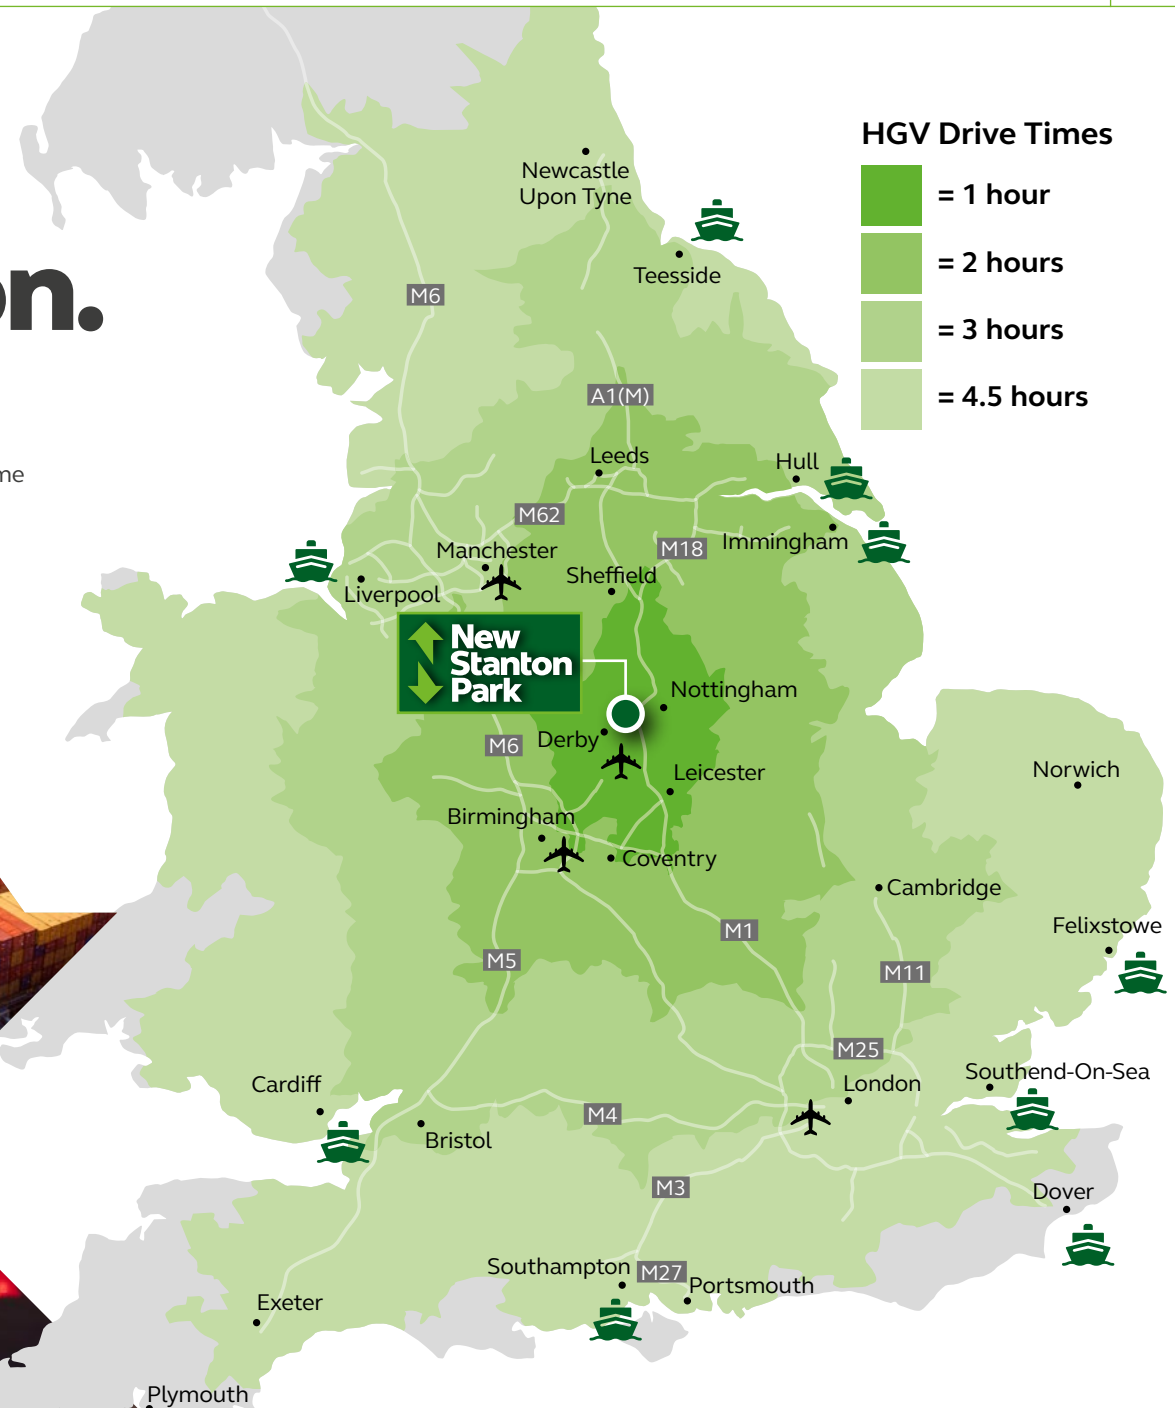 on.
me
HGV Drive Times
= 1 hour
= 2 hours
= 3 hours
= 4.5 hours
Newcastle
Upon Tyne
Teesside
M6
A1(M)
Leeds
Hull
M62
Manchester
M18
Immingham
Sheffield
Liverpool
New
Stanton
Park
Nottingham
M6
Derby
Leicester
Norwich
Birmingham
Coventry
Cambridge
M1
Felixstowe
M5
M11
M25
Cardiff
London
Southend-On-Sea
M4
Bristol
M3
Dover
Southampton
M27
Portsmouth
Exeter
Plymouth